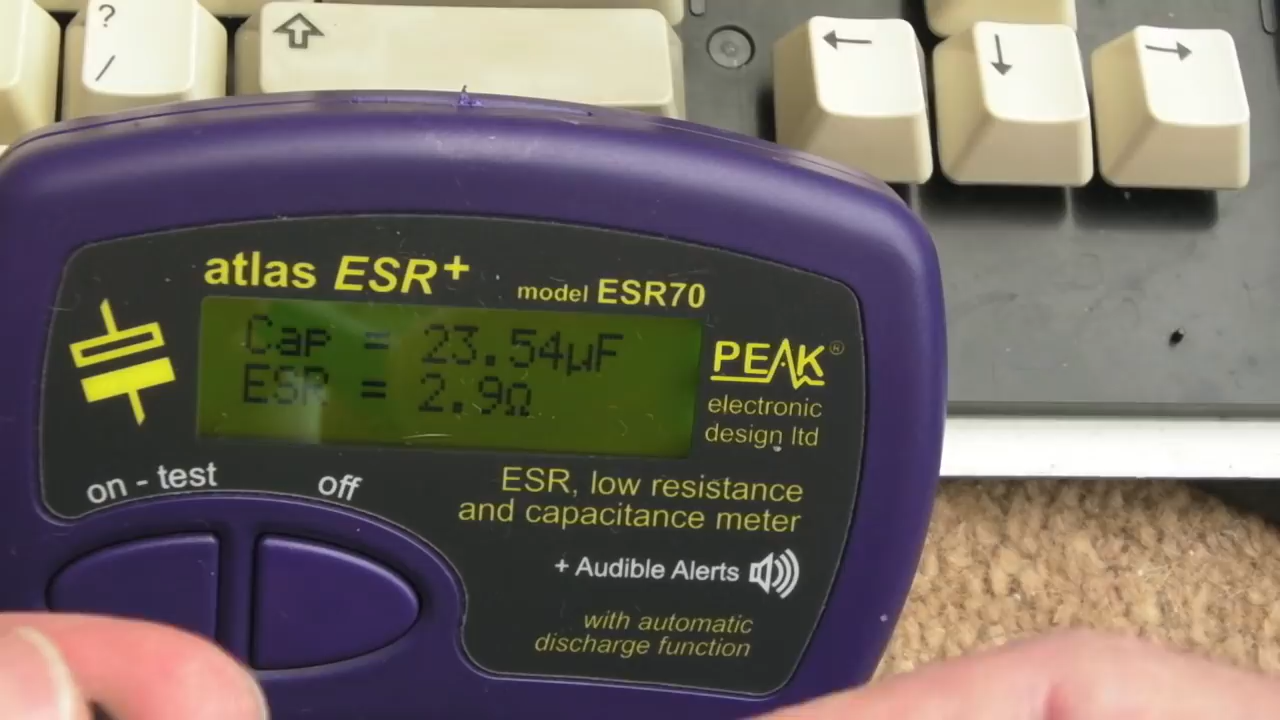 ?
/
atlas ESR+
model ESR70
Cap = 23.54µF
ESR = 2.9Ω
PEAK®
electronic
design ltd
on - test
off
ESR, low resistance
and capacitance meter
+ Audible Alerts
with automatic
discharge function